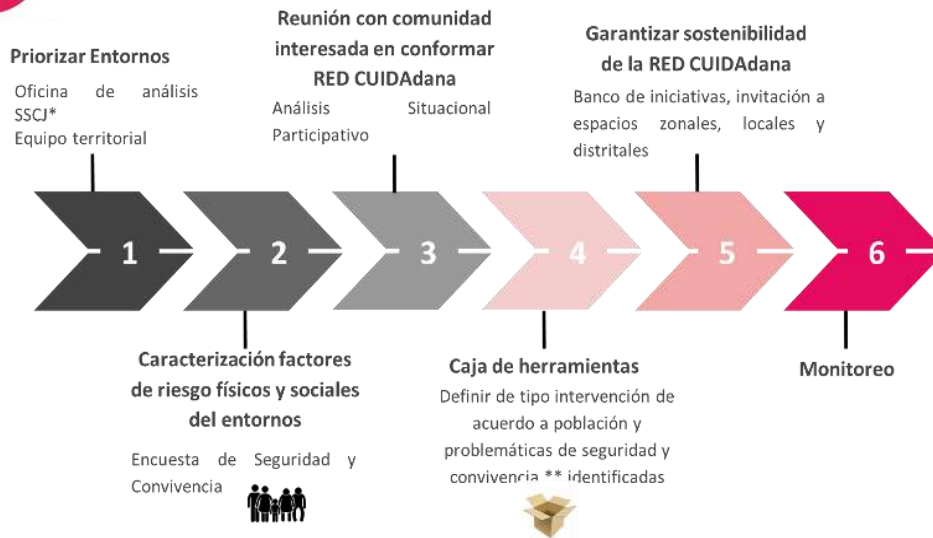 Priorizar Entornos
Oficina de análisis
SSCJ*
Equipo territorial
Reunión con comunidad
interesada en conformar
RED CUIDAdana
Análisis Situacional
Participativo
Garantizar sostenibilidad
de la RED CUIDAdana
Banco de iniciativas, invitación a
espacios zonales, locales y
distritales
1
2
3
4
5
6
Caracterización factores
de riesgo físicos y sociales
del entornos
Encuesta de Seguridad y
Convivencia
Caja de herramientas
Definir de tipo intervención de
acuerdo a población y
problemáticas de seguridad y
convivencia ** identificadas
Monitoreo